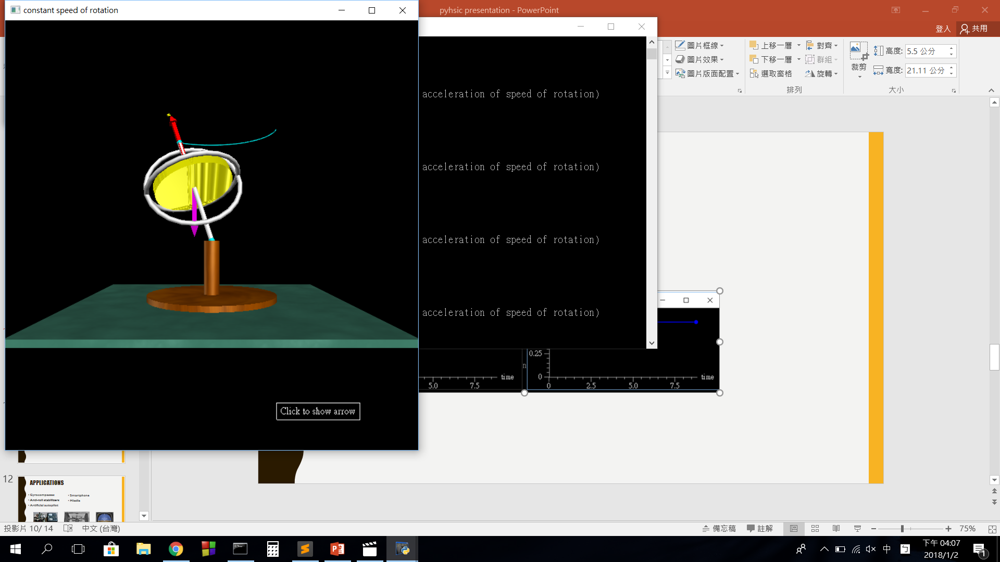 constant speed of rotation
pyhsic presentation - PowerPoint
登入
共用
圖片框線
圖片效果
圖片版面配置
上移一層
下移一層
選取窗格
對齊
群組
旋轉
排列
裁剪
高度: 5.5 公分
寬度: 21.11 公分
大小
acceleration of speed of rotation)
acceleration of speed of rotation)
acceleration of speed of rotation)
acceleration of speed of rotation)
time
5.0 7.5
n
0.25
0
time
0 2.5 5.0 7.5
Click to show arrow
12
APPLICATIONS
• Gyrocompasses
• Anti-roll stabilizers
• Artificial autopilot
• Smartphone
• Missile
投影片 10/ 14
中文 (台灣)
備忘稿
註解
75%
中
ㄅ
下午 04:07
2018/1/2
1